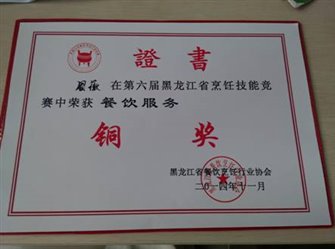 證書
在第六届黑龙江省烹饪技能竞
赛中荣获 餐饮服务
铜奖
黑龙江省餐饮烹饪行业协会
二〇一四年十一月